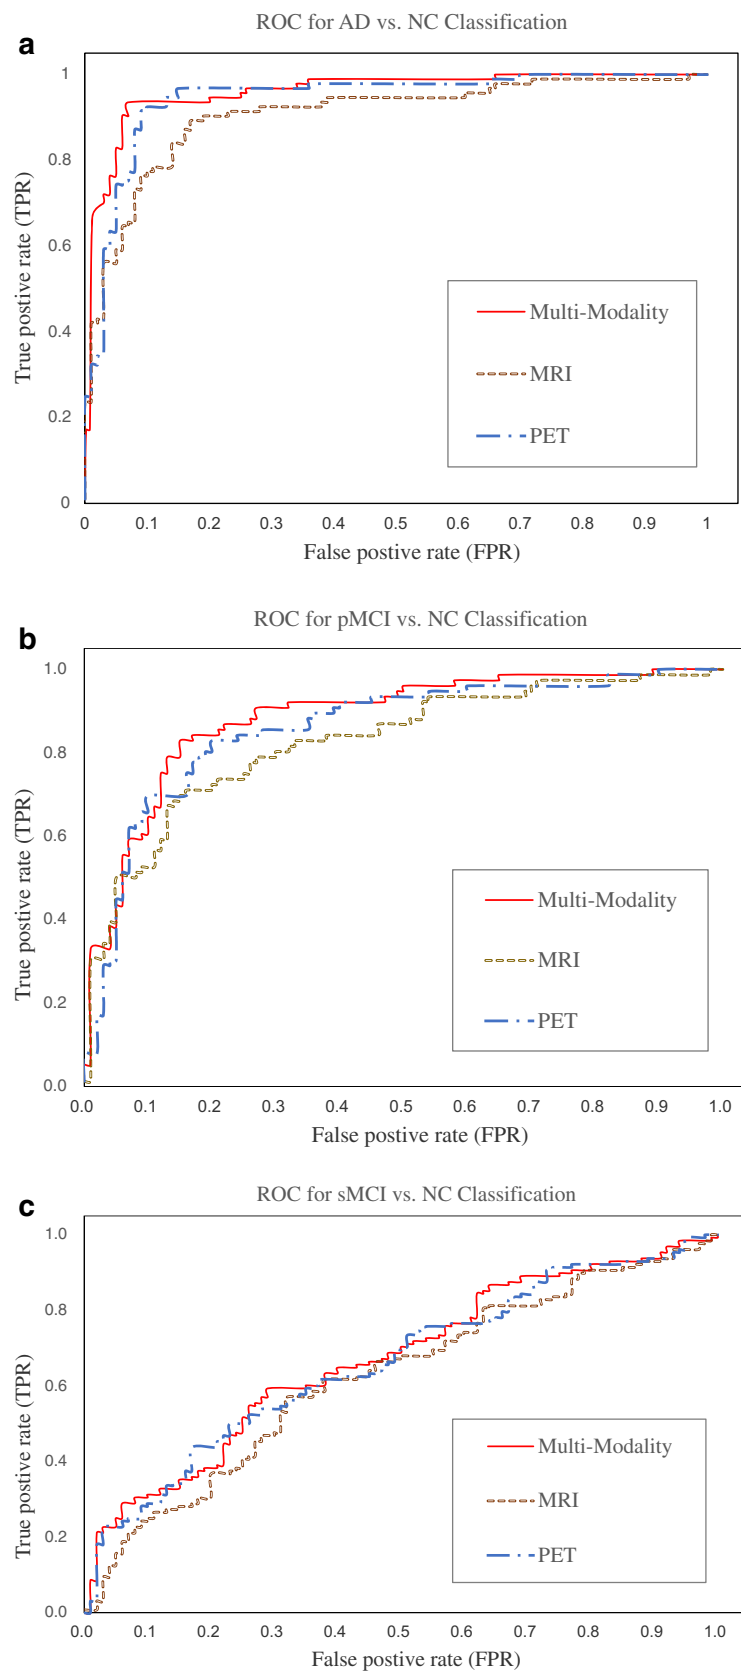 a
ROC for AD vs. NC Classification
1
0.8
0.6
0.4
0.2
0
True postive rate (TPR)
Multi-Modality
MRI
PET
0 0.1 0.2 0.3 0.4 0.5 0.6 0.7 0.8 0.9 1
False postive rate (FPR)
b
ROC for pMCI vs. NC Classification
1.0
0.8
0.6
0.4
0.2
0.0
True postive rate (TPR)
Multi-Modality
MRI
PET
0.0 0.1 0.2 0.3 0.4 0.5 0.6 0.7 0.8 0.9 1.0
False postive rate (FPR)
c
ROC for sMCI vs. NC Classification
1.0
0.8
0.6
0.4
0.2
0.0
True postive rate (TPR)
Multi-Modality
MRI
PET
0.0 0.1 0.2 0.3 0.4 0.5 0.6 0.7 0.8 0.9 1.0
False postive rate (FPR)